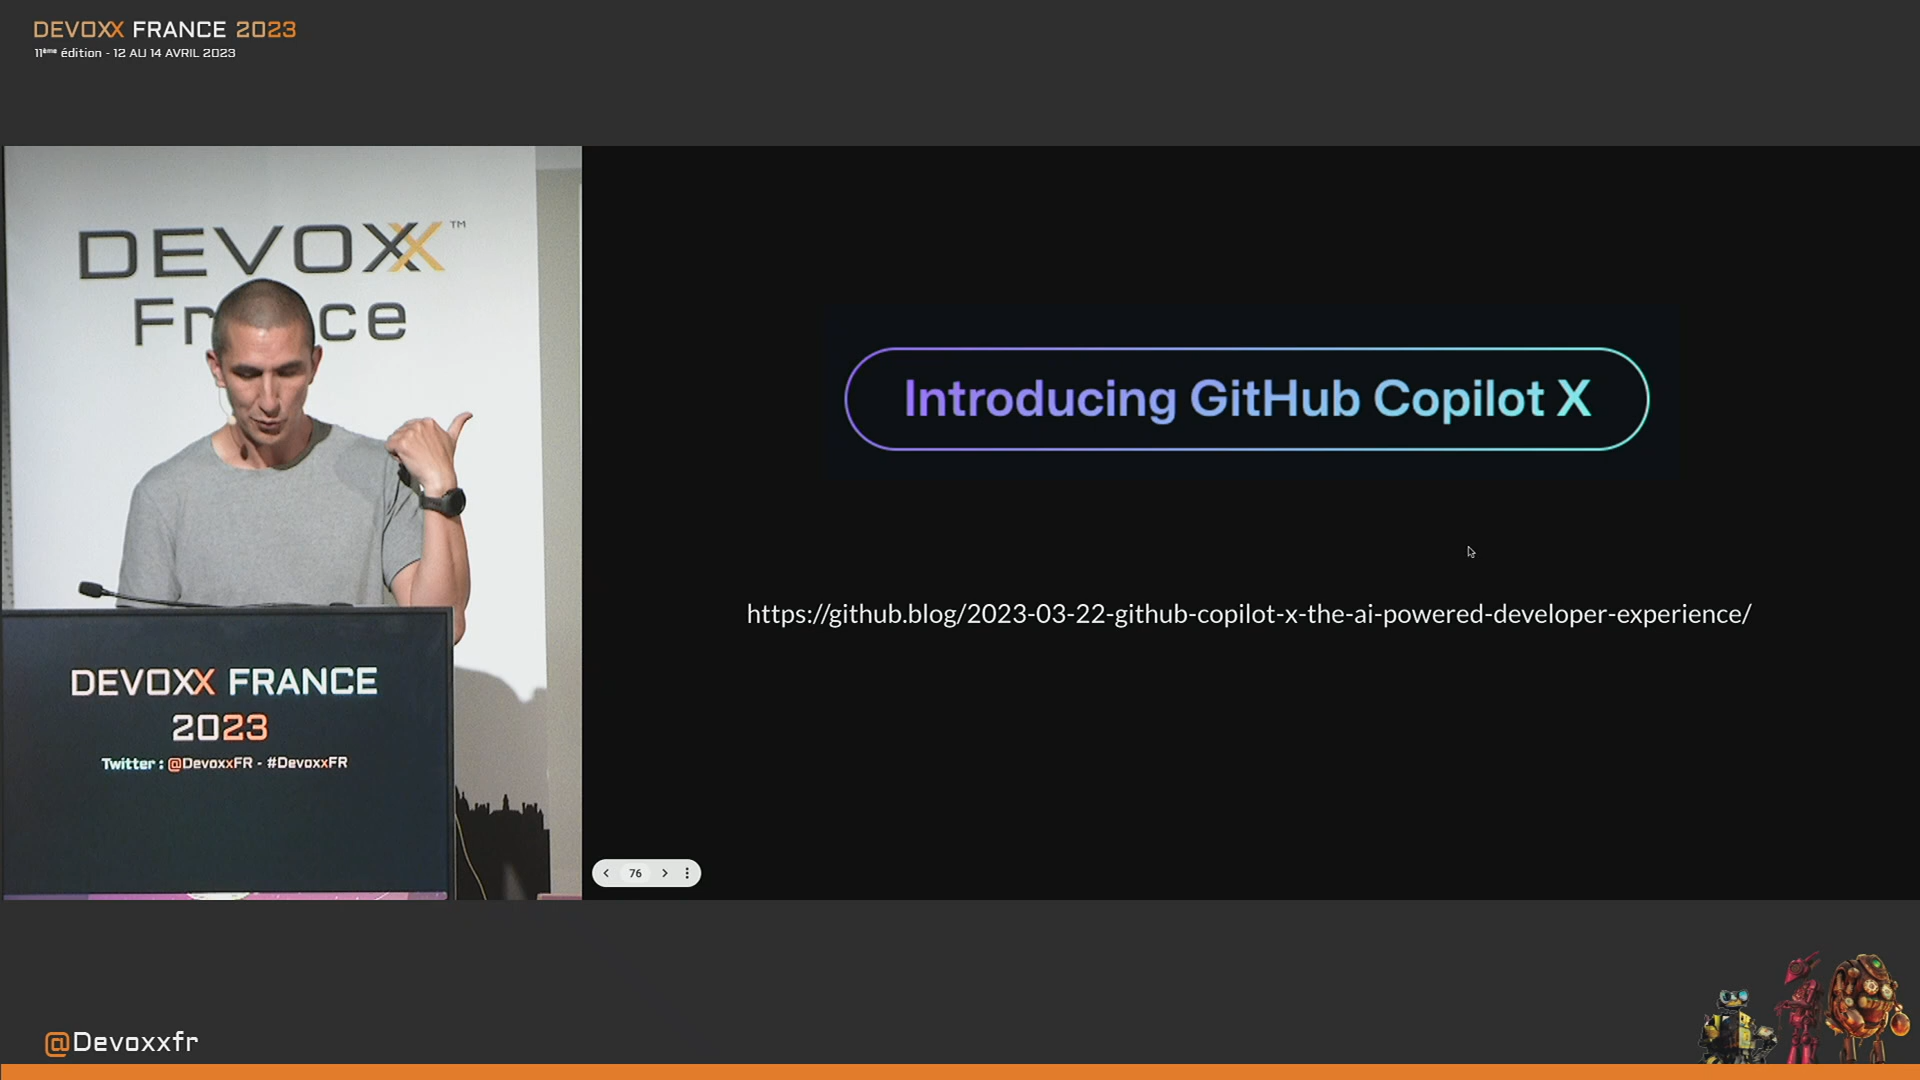 DEVOXX FRANCE 2023
11ème édition - 12 AU 14 AVRIL 2023
DEVOXX™
Fr ce
Introducing GitHub Copilot X
https://github.blog/2023-03-22-github-copilot-x-the-ai-powered-developer-experience/
DEVOXX FRANCE
2023
Twitter : @DevoxxFR - #DevoxxFR
76
@Devoxxfr